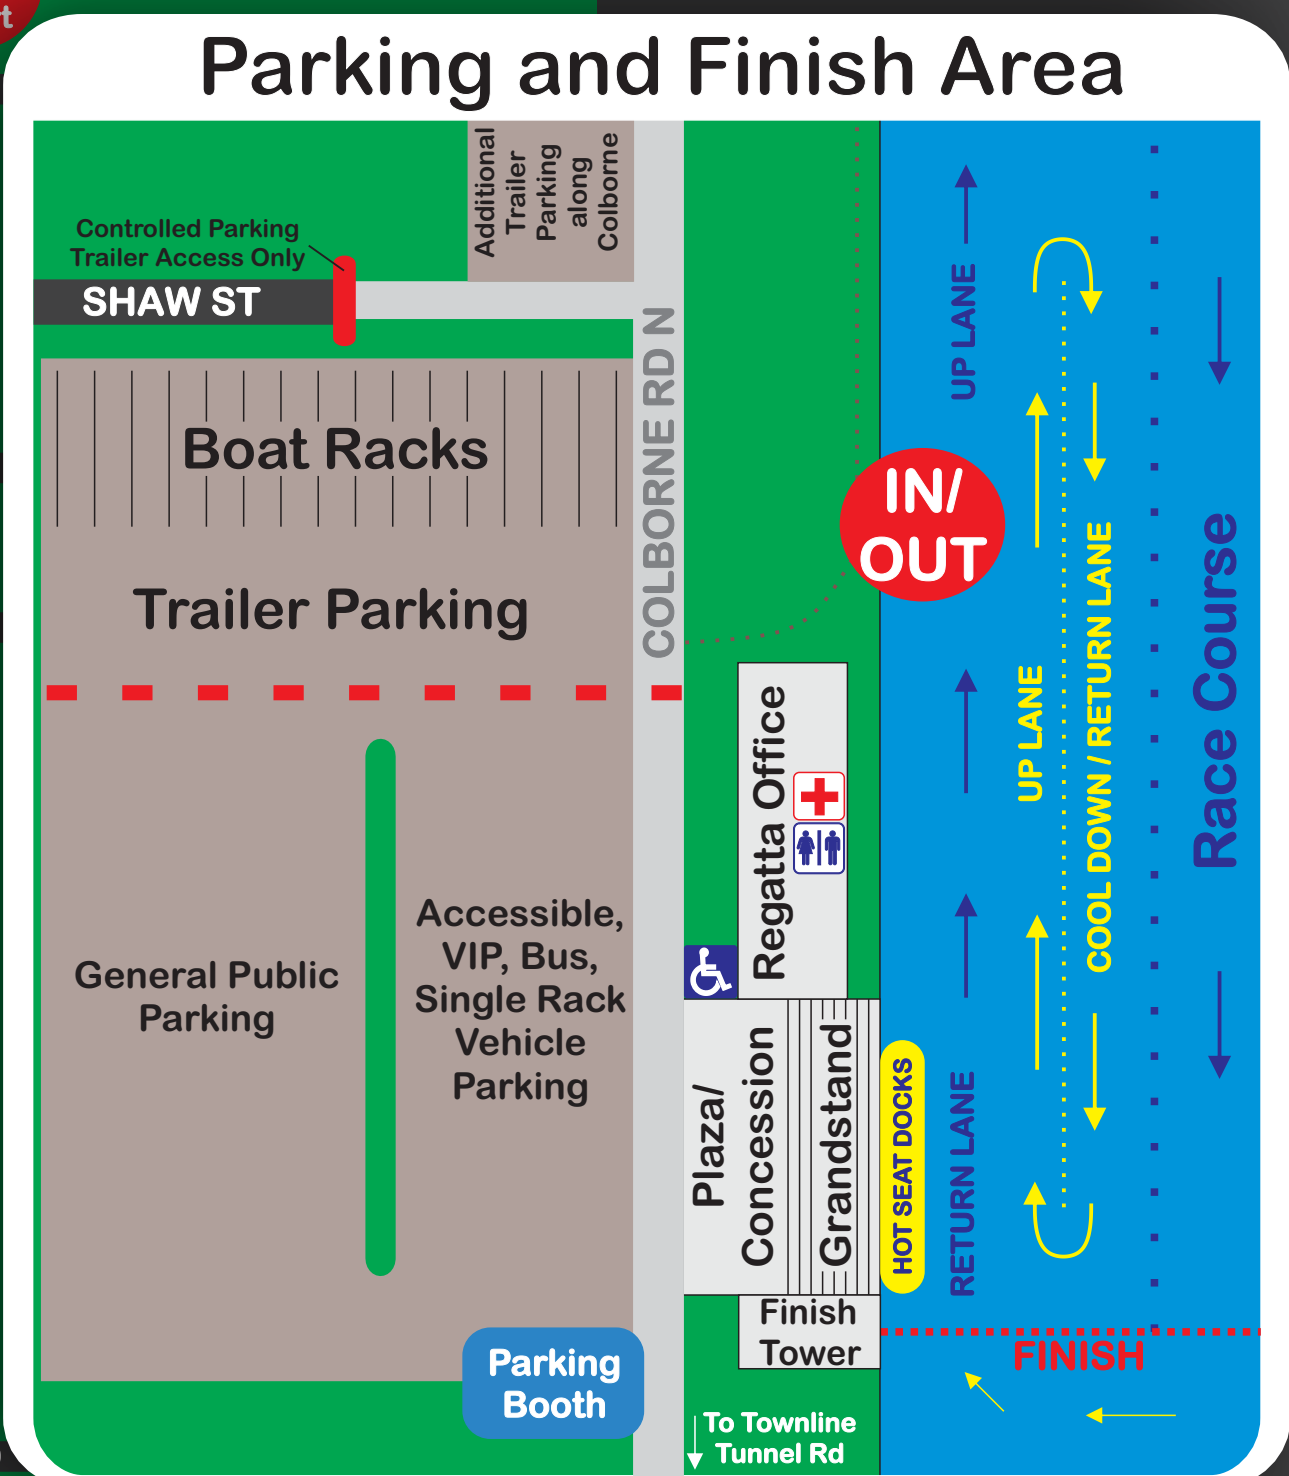 Parking and Finish Area
Additional
Trailer
Parking
along
Colborne
Controlled Parking
Trailer Access Only
SHAW ST
COLBORNE RD N
Boat Racks
Trailer Parking
General Public
Parking
Accessible,
VIP, Bus,
Single Rack
Vehicle
Parking
Parking
Booth
IN/
OUT
Regatta Office
Plaza/
Concession
Grandstand
HOT SEAT DOCKS
Finish
Tower
To Townline
Tunnel Rd
UP LANE
RETURN LANE
UP LANE
COOL DOWN / RETURN LANE
Race Course
FINISH